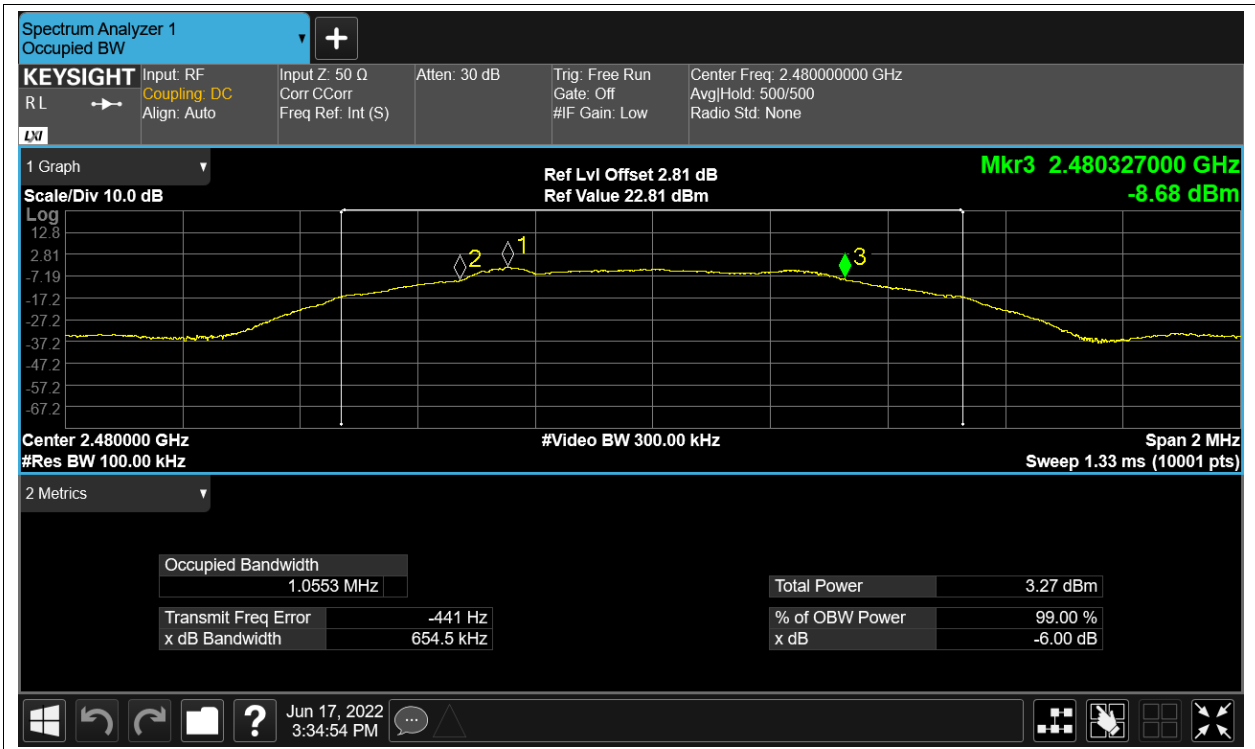 Spectrum Analyzer 1
Occupied BW
KEYSIGHT
R L
LXI
Input: RF
Coupling: DC
Align: Auto
Input Z: 50 Ω
Corr CCorr
Freq Ref: Int (S)
Atten: 30 dB
Trig: Free Run
Gate: Off
#IF Gain: Low
Center Freq: 2.480000000 GHz
Avg|Hold: 500/500
Radio Std: None
1 Graph
Scale/Div 10.0 dB
Ref Lvl Offset 2.81 dB
Ref Value 22.81 dBm
Mkr3 2.480327000 GHz
-8.68 dBm
Log
12.8
2.81
-7.19
-17.2
-27.2
-37.2
-47.2
-57.2
-67.2
2
1
3
Center 2.480000 GHz
#Video BW 300.00 kHz
Span 2 MHz
#Res BW 100.00 kHz
Sweep 1.33 ms (10001 pts)
2 Metrics
Occupied Bandwidth
1.0553 MHz
Total Power 3.27 dBm
Transmit Freq Error -441 Hz
% of OBW Power 99.00 %
x dB Bandwidth 654.5 kHz
x dB -6.00 dB
?
Jun 17, 2022
3:34:54 PM